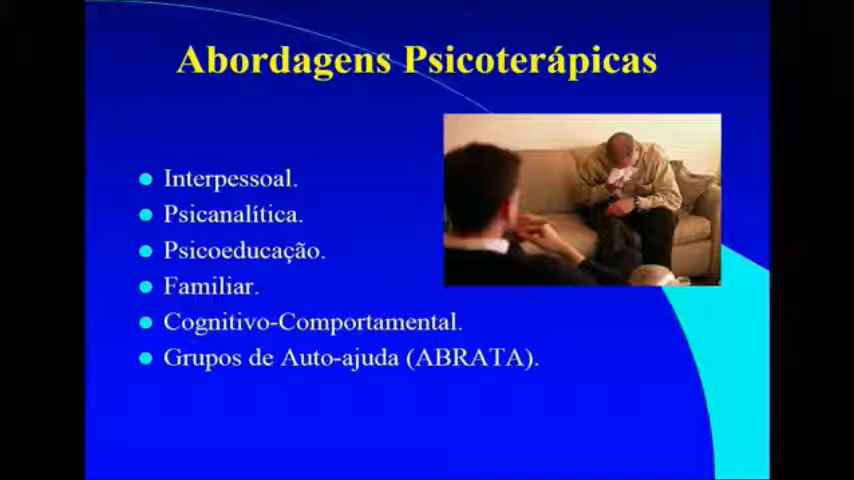 Abordagens Psicoterápicas
Interpessoal.
Psicanalítica.
Psicoeducação.
Familiar.
Cognitivo-Comportamental.
Grupos de Auto-ajuda (ABRATA).